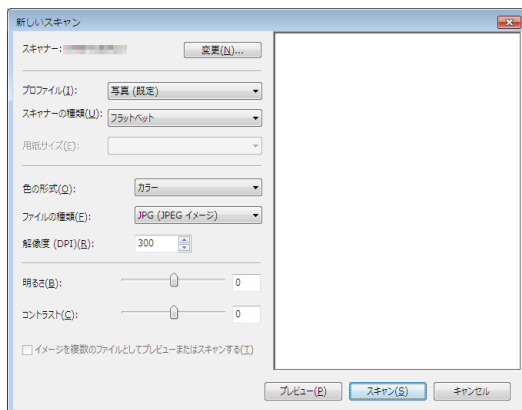 新しいスキャン
スキャナー: 変更(N)...
プロファイル(I): 写真 (既定)
スキャナーの種類(U): フラットベット
用紙サイズ(E):
色の形式(O): カラー
ファイルの種類(F): JPG (JPEG イメージ)
解像度 (DPI)(R): 300
明るさ(B): 0
コントラスト(C): 0
イメージを複数のファイルとしてプレビューまたはスキャンする(T)
プレビュー(P) スキャン(S) キャンセル